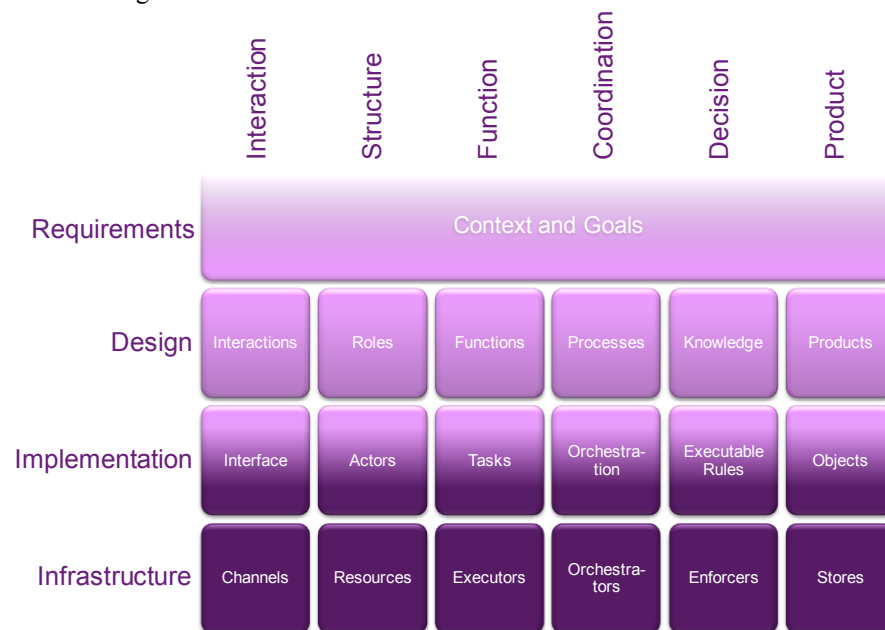 Interaction
Structure
Function
Coordination
Decision
Product
Requirements
Context and Goals
Design
Interactions
Roles
Functions
Processes
Knowledge
Products
Implementation
Interface
Actors
Tasks
Orchestra-
tion
Executable
Rules
Objects
Infrastructure
Channels
Resources
Executors
Orchestra-
tors
Enforcers
Stores